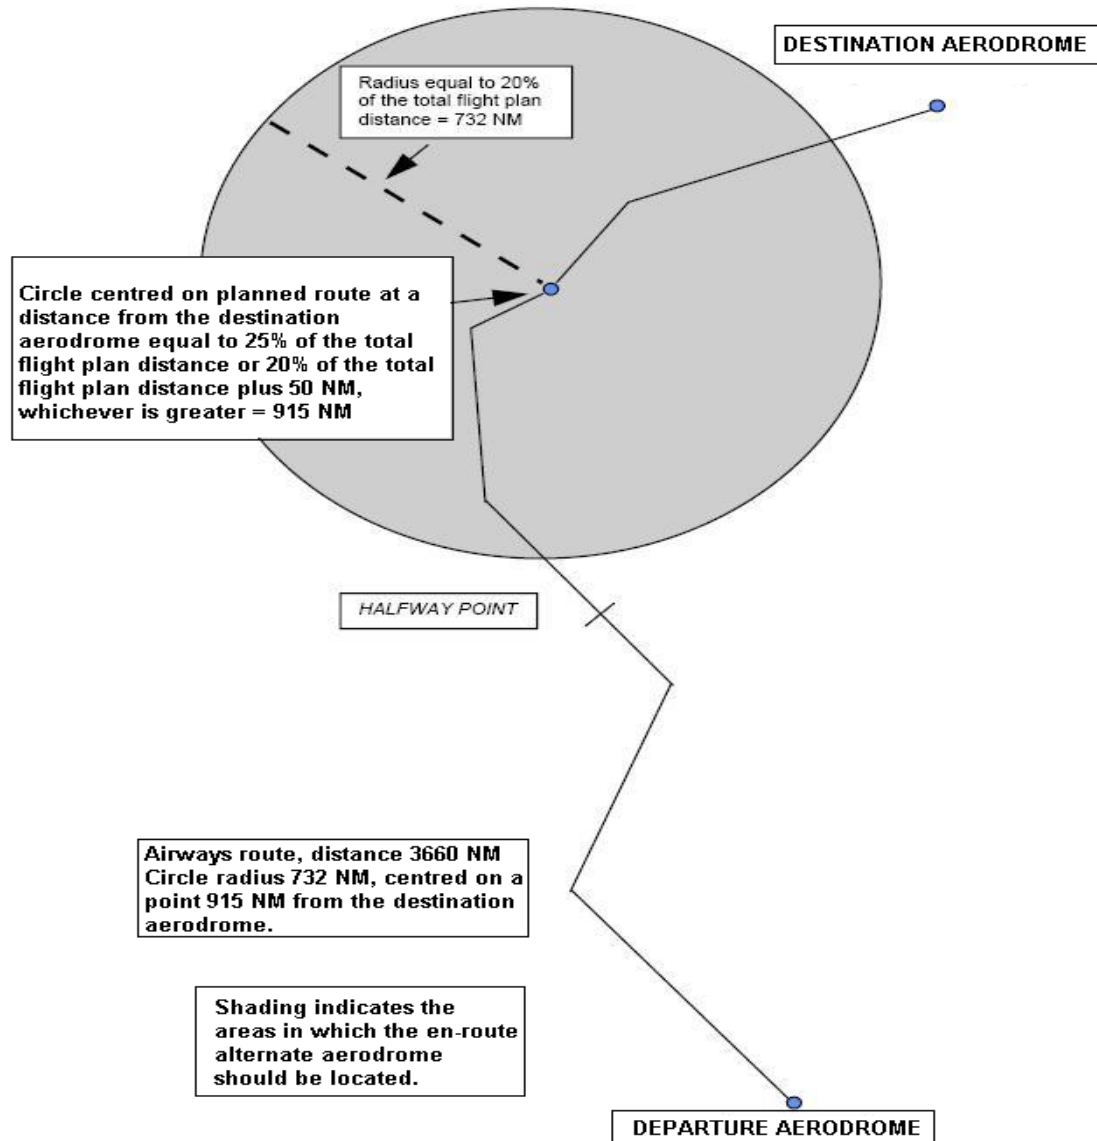 DESTINATION AERODROME
Radius equal to 20%
of the total flight plan
distance = 732 NM
Circle centred on planned route at a
distance from the destination
aerodrome equal to 25% of the total
flight plan distance or 20% of the total
flight plan distance plus 50 NM,
whichever is greater = 915 NM
HALFWAY POINT
Airways route, distance 3660 NM
Circle radius 732 NM, centred on a
point 915 NM from the destination
aerodrome.
Shading indicates the
areas in which the en-route
alternate aerodrome
should be located.
DEPARTURE AERODROME